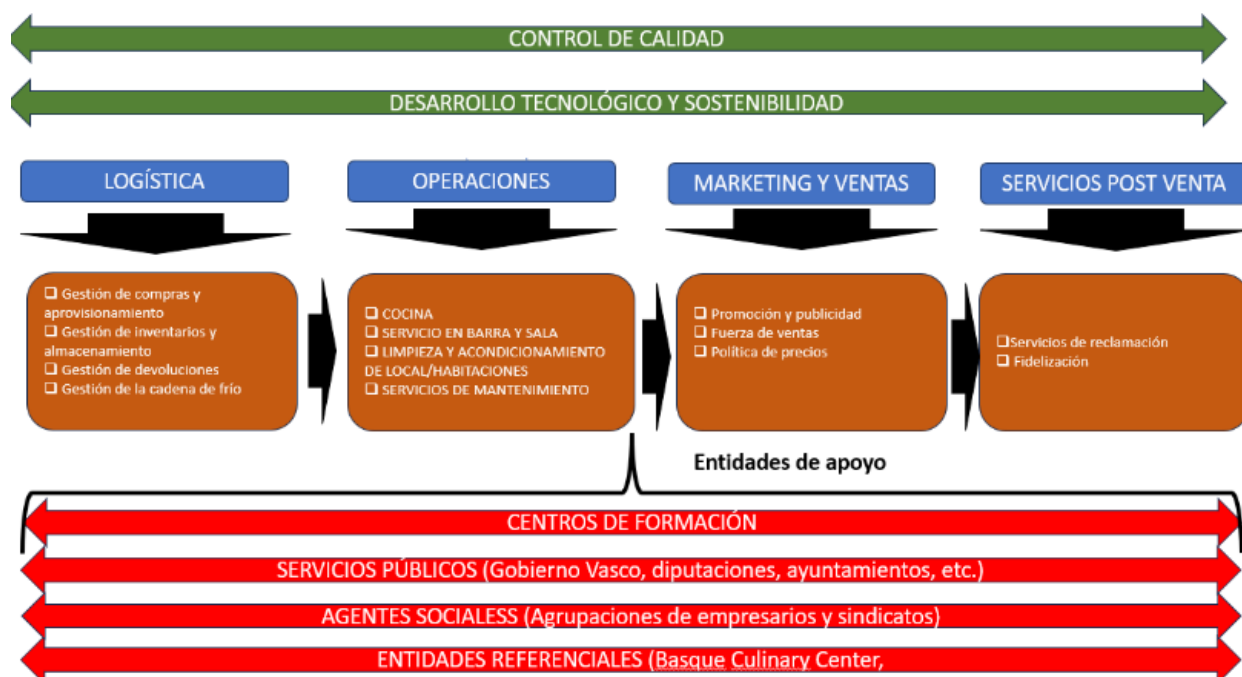 CONTROL DE CALIDAD
DESARROLLO TECNOLÓGICO Y SOSTENIBILIDAD
LOGÍSTICA
OPERACIONES
MARKETING Y VENTAS
SERVICIOS POST VENTA
❑ Gestión de compras y
aprovisionamiento
❑ Gestión de inventarios y
almacenamiento
❑ Gestión de devoluciones
❑ Gestión de la cadena de frío
❑ COCINA
❑ SERVICIO EN BARRA Y SALA
❑ LIMPIEZA Y ACONDICIONAMIENTO
DE LOCAL/HABITACIONES
❑ SERVICIOS DE MANTENIMIENTO
❑ Promoción y publicidad
❑ Fuerza de ventas
❑ Política de precios
❑Servicios de reclamación
❑ Fidelización
Entidades de apoyo
CENTROS DE FORMACIÓN
SERVICIOS PÚBLICOS (Gobierno Vasco, diputaciones, ayuntamientos, etc.)
AGENTES SOCIALESS (Agrupaciones de empresarios y sindicatos)
ENTIDADES REFERENCIALES (Basque Culinary Center,